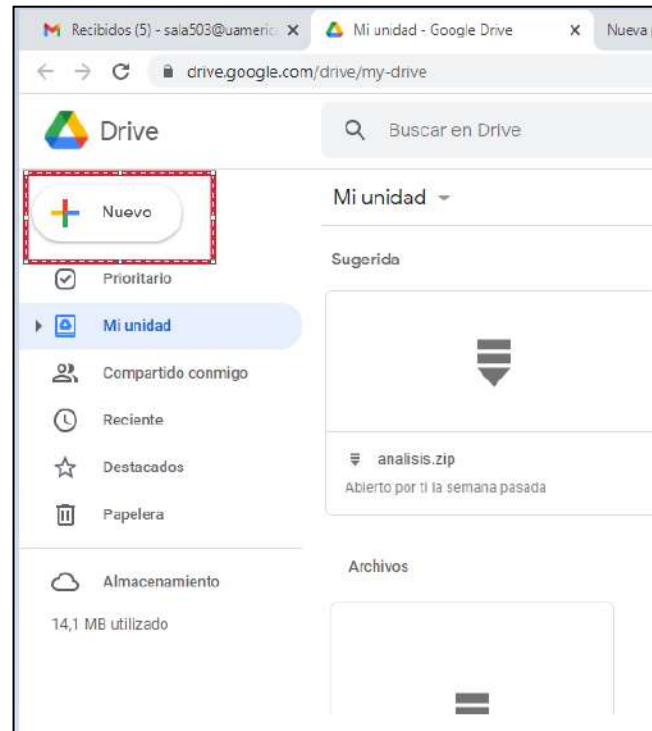 Recibidos (5) - sala503@uameric
Mi unidad - Google Drive
Nueva
drive.google.com/drive/my-drive
Drive
Buscar en Drive
Nuevo
Mi unidad
Sugerida
Prioritario
Mi unidad
Compartido conmigo
Reciente
Destacados
analisis.zip
Abierto por ti la semana pasada
Papelera
Archivos
Almacenamiento
14,1 MB utilizado